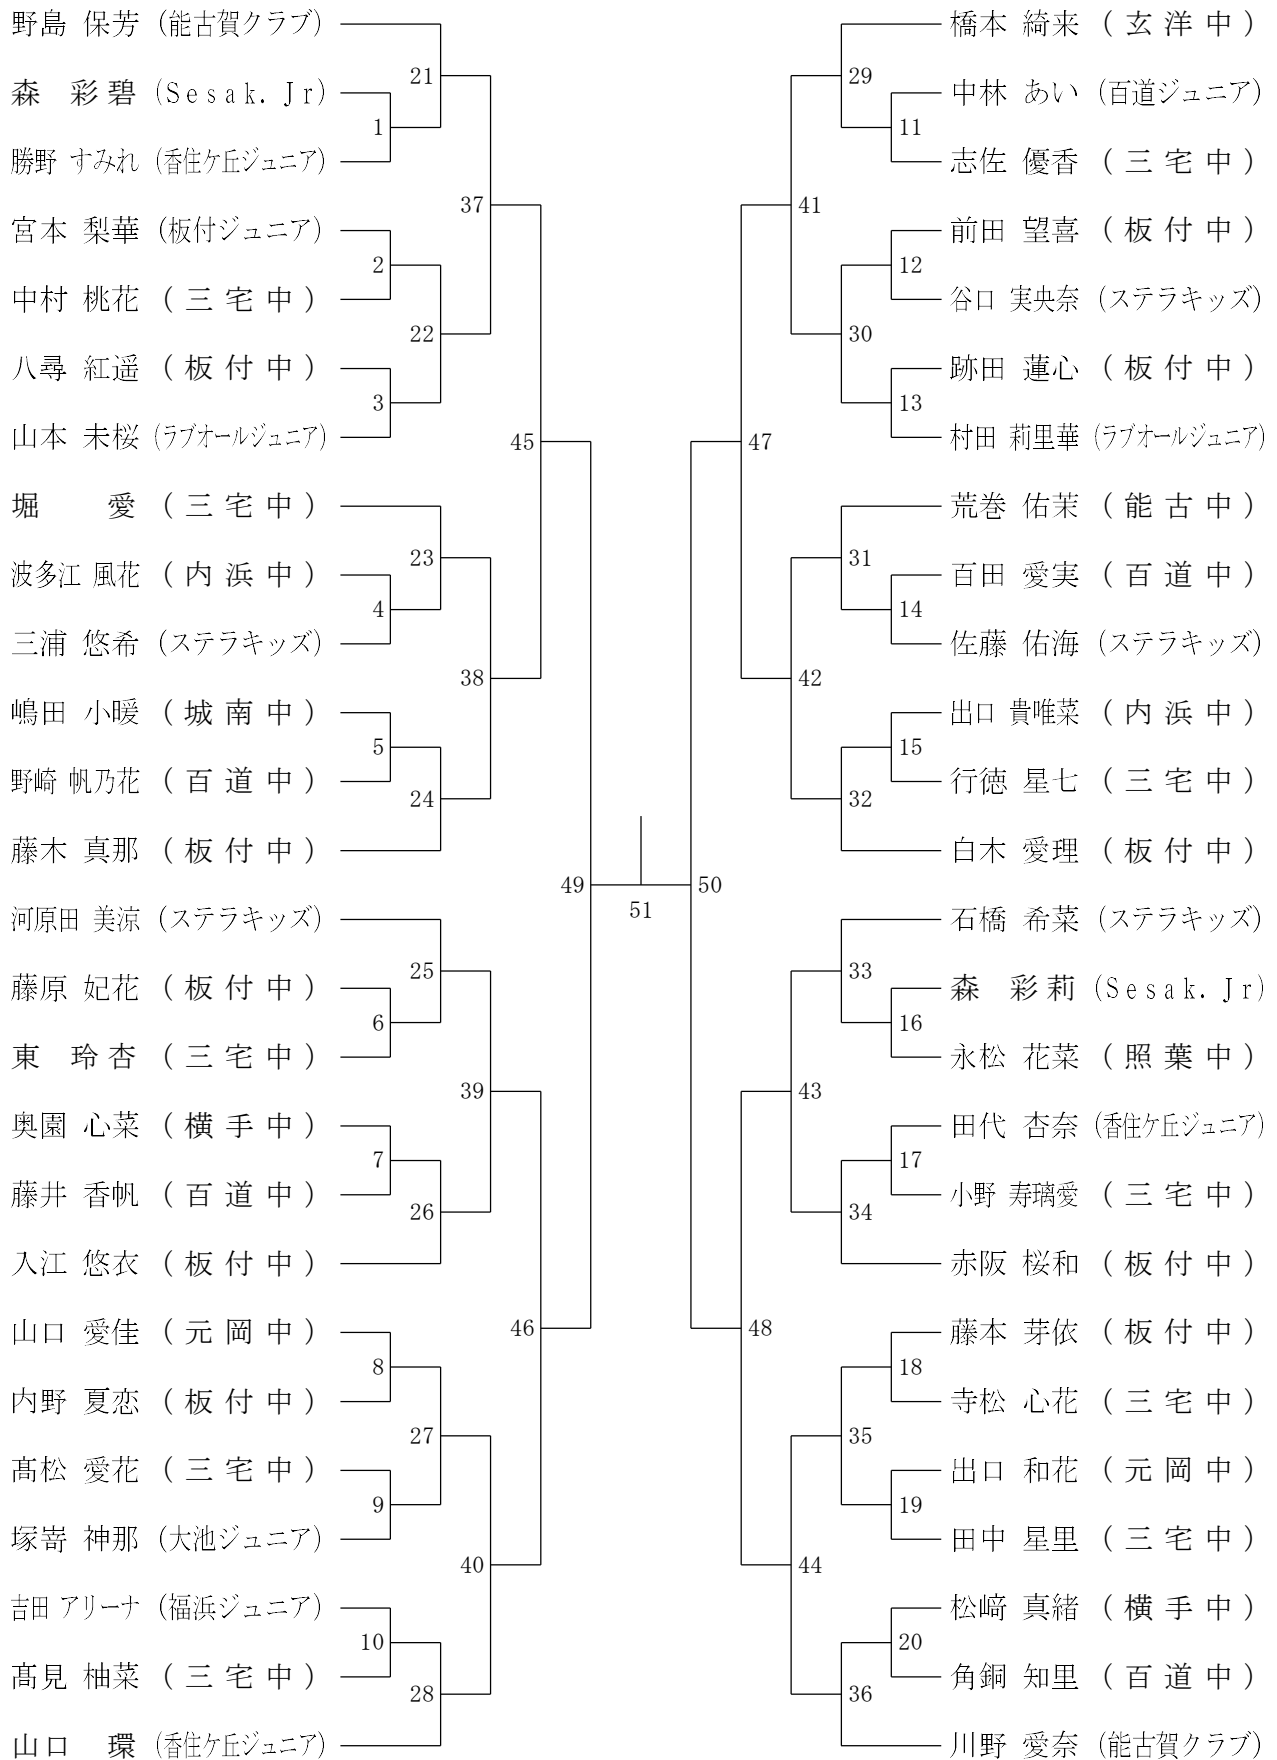 野島 保芳 (能古賀クラブ)
21
森 彩碧 (Sesak.Jr)
1
勝野 すみれ (香住ケ丘ジュニア)
37
宮本 梨華 (板付ジュニア)
2
中村 桃花 (三宅中)
22
八尋 紅遥 (板付中)
3
山本 未桜 (ラブオールジュニア)
45
堀 愛 (三宅中)
23
波多江 風花 (内浜中)
4
三浦 悠希 (ステラキッズ)
38
嶋田 小暖 (城南中)
5
野崎 帆乃花 (百道中)
24
藤木 真那 (板付中)
49
河原田 美涼 (ステラキッズ)
25
藤原 妃花 (板付中)
6
東 玲杏 (三宅中)
39
奥園 心菜 (横手中)
7
藤井 香帆 (百道中)
26
入江 悠衣 (板付中)
46
山口 愛佳 (元岡中)
8
内野 夏恋 (板付中)
27
髙松 愛花 (三宅中)
9
塚嵜 神那 (大池ジュニア)
40
吉田 アリーナ (福浜ジュニア)
10
髙見 柚菜 (三宅中)
28
山口 環 (香住ケ丘ジュニア)
51
橋本 綺来 (玄洋中)
29
中林 あい (百道ジュニア)
11
志佐 優香 (三宅中)
41
前田 望喜 (板付中)
12
谷口 実央奈 (ステラキッズ)
30
跡田 蓮心 (板付中)
13
村田 莉里華 (ラブオールジュニア)
47
荒巻 佑茉 (能古中)
31
百田 愛実 (百道中)
14
佐藤 佑海 (ステラキッズ)
42
出口 貴唯菜 (内浜中)
15
行徳 星七 (三宅中)
32
白木 愛理 (板付中)
50
石橋 希菜 (ステラキッズ)
33
森 彩莉 (Sesak.Jr)
16
永松 花菜 (照葉中)
43
田代 杏奈 (香住ケ丘ジュニア)
17
小野 寿璃愛 (三宅中)
34
赤阪 桜和 (板付中)
48
藤本 芽依 (板付中)
18
寺松 心花 (三宅中)
35
出口 和花 (元岡中)
19
田中 星里 (三宅中)
44
松﨑 真緒 (横手中)
20
角銅 知里 (百道中)
36
川野 愛奈 (能古賀クラブ)